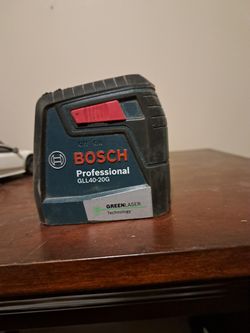 BOSCH
Professional
GLL40-20G
GREENLASER
Technology